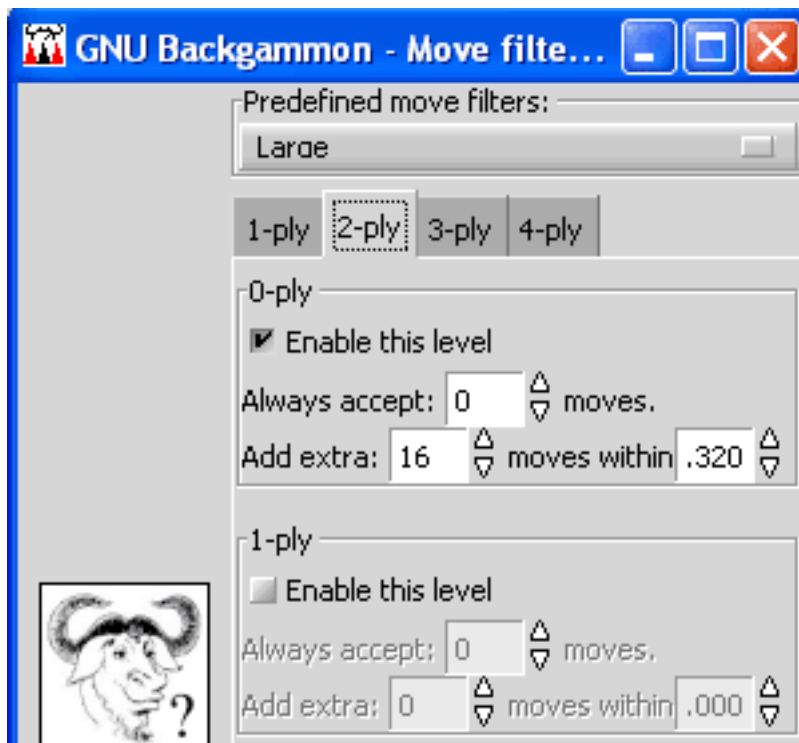 GNU Backgammon - Move filte...
Predefined move filters:
Large
1-ply 2-ply 3-ply 4-ply
0-ply
Enable this level
Always accept: 0 moves.
Add extra: 16 moves within .320
1-ply
Enable this level
Always accept: 0 moves.
Add extra: 0 moves within .000
?